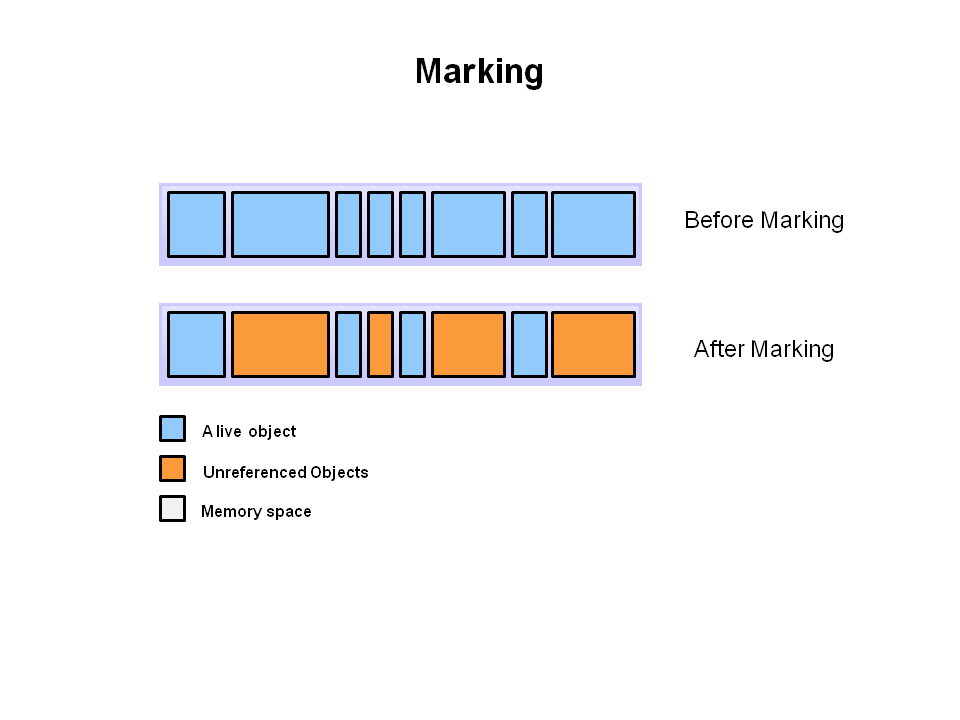 Marking
Before Marking
After Marking
A live object
Unreferenced Objects
Memory space